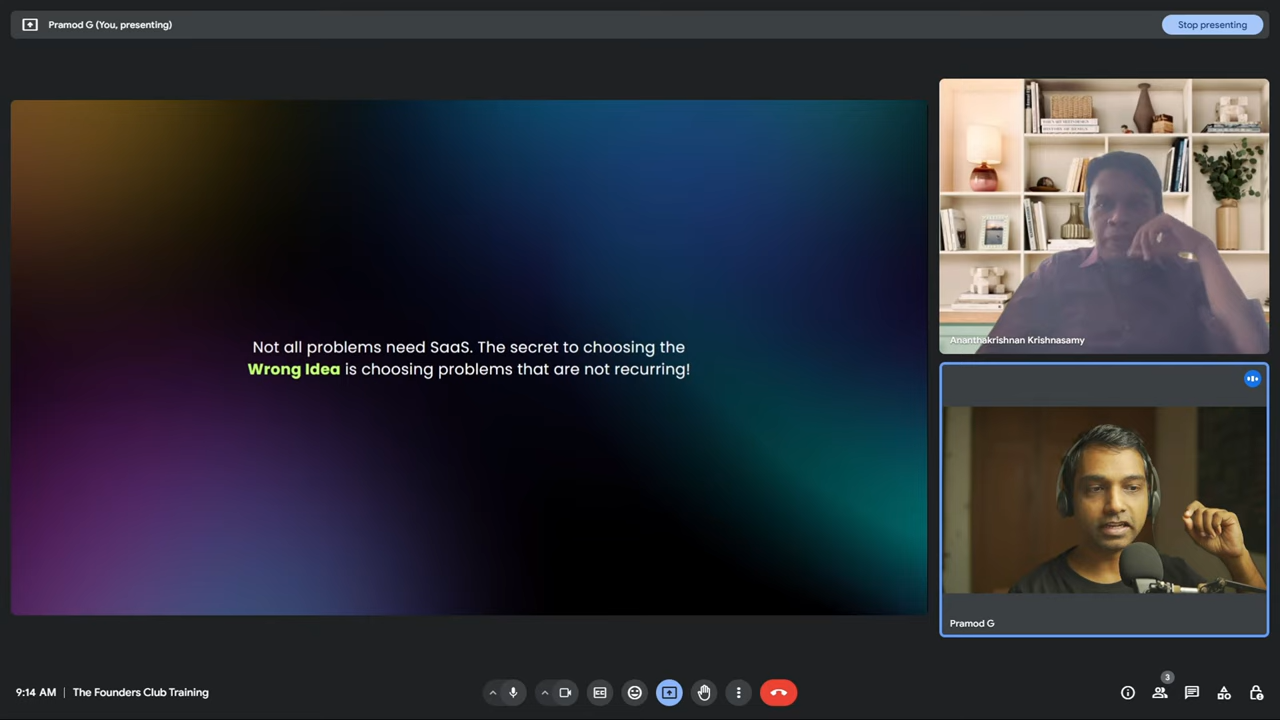 Pramod G (You, presenting)
Stop presenting
Not all problems need SaaS. The secret to choosing the
Wrong Idea is choosing problems that are not recurring!
Ananthakrishnan Krishnasamy
Pramod G
9:14 AM | The Founders Club Training
3